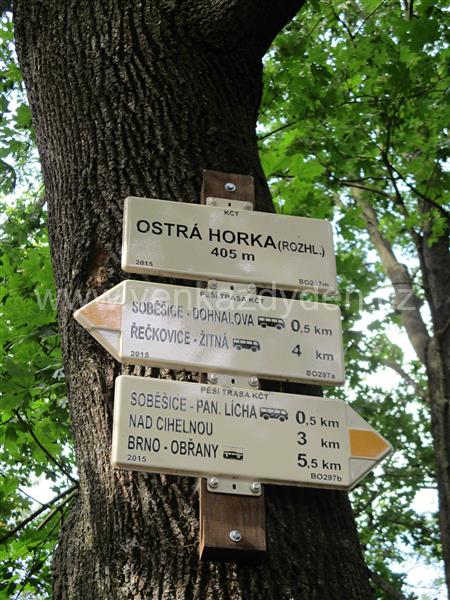 KČT
OSTRÁ HORKA (ROZHL.)
405 m
2015 BO297m
PĚŠÍ TRASA KČT
SOBĚŠICE - DOHNALOVA 0,5 km
ŘEČKOVICE - ŽITNÁ 4 km
2015 BO297a
PĚŠÍ TRASA KČT
SOBĚŠICE - PAN. LÍCHA 0,5 km
NAD CIHELNOU 3 km
BRNO - OBŘANY 5,5 km
2015 BO297b